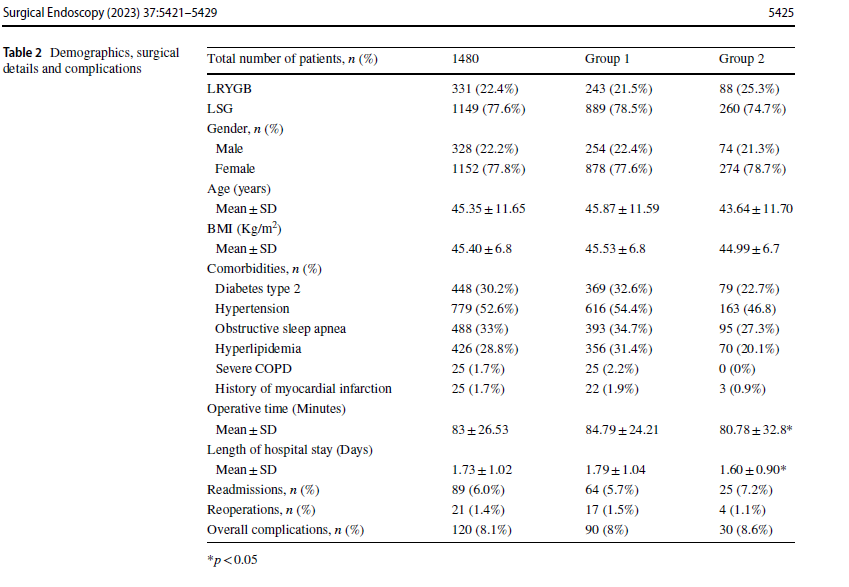 Surgical Endoscopy (2023) 37:5421–5429 5425
Table 2 Demographics, surgical details and complications
Total number of patients, n (%) 1480 Group 1 Group 2
LRYGB 331 (22.4%) 243 (21.5%) 88 (25.3%)
LSG 1149 (77.6%) 889 (78.5%) 260 (74.7%)
Gender, n (%)
Male 328 (22.2%) 254 (22.4%) 74 (21.3%)
Female 1152 (77.8%) 878 (77.6%) 274 (78.7%)
Age (years)
Mean ± SD 45.35 ± 11.65 45.87 ± 11.59 43.64 ± 11.70
BMI (Kg/m²)
Mean ± SD 45.40 ± 6.8 45.53 ± 6.8 44.99 ± 6.7
Comorbidities, n (%)
Diabetes type 2 448 (30.2%) 369 (32.6%) 79 (22.7%)
Hypertension 779 (52.6%) 616 (54.4%) 163 (46.8)
Obstructive sleep apnea 488 (33%) 393 (34.7%) 95 (27.3%)
Hyperlipidemia 426 (28.8%) 356 (31.4%) 70 (20.1%)
Severe COPD 25 (1.7%) 25 (2.2%) 0 (0%)
History of myocardial infarction 25 (1.7%) 22 (1.9%) 3 (0.9%)
Operative time (Minutes)
Mean ± SD 83 ± 26.53 84.79 ± 24.21 80.78 ± 32.8*
Length of hospital stay (Days)
Mean ± SD 1.73 ± 1.02 1.79 ± 1.04 1.60 ± 0.90*
Readmissions, n (%) 89 (6.0%) 64 (5.7%) 25 (7.2%)
Reoperations, n (%) 21 (1.4%) 17 (1.5%) 4 (1.1%)
Overall complications, n (%) 120 (8.1%) 90 (8%) 30 (8.6%)
*p < 0.05